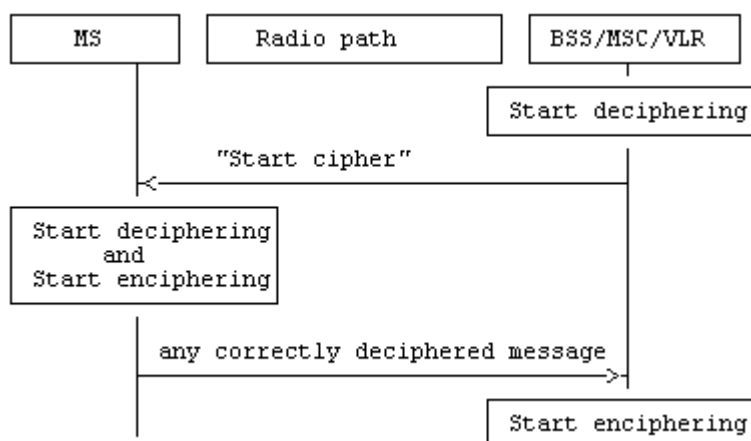 MS
Radio path
BSS/MSC/VLR
Start deciphering
"Start cipher"
Start deciphering
and
Start enciphering
any correctly deciphered message
Start enciphering